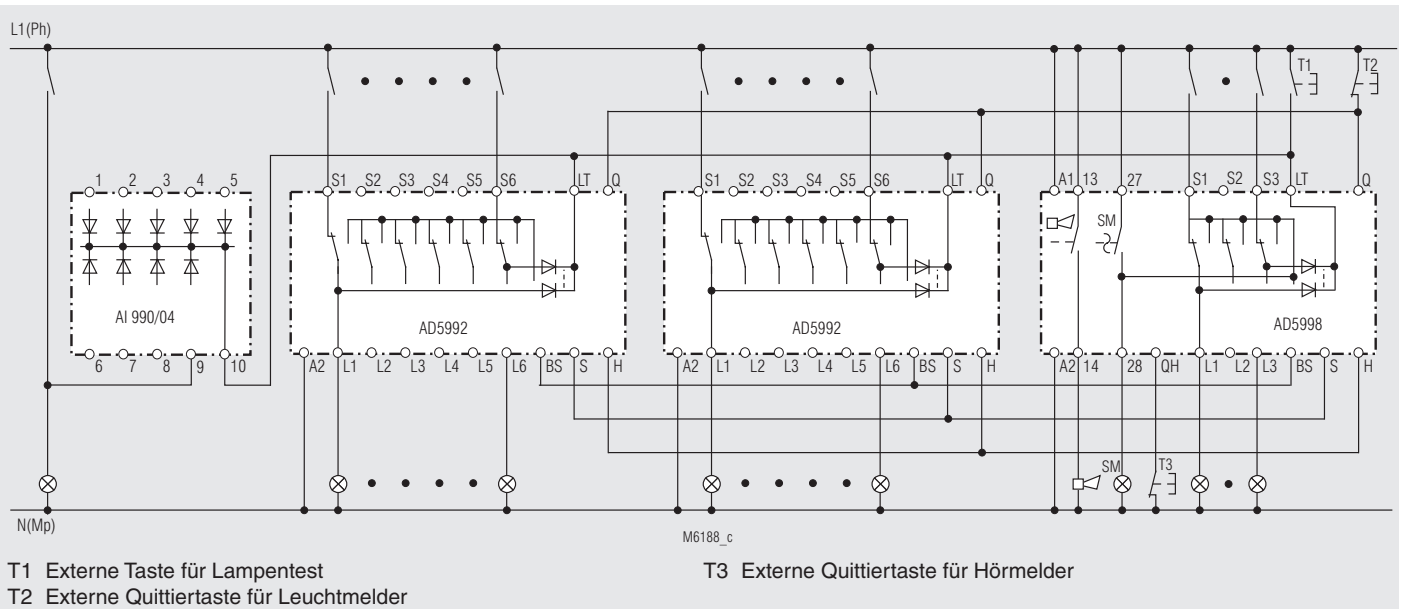 L1(Ph)
T1 T2
1 2 3 4 5
S1 S2 S3 S4 S5 S6 LT Q
S1 S2 S3 S4 S5 S6 LT Q
A1 13 27 S1 S2 S3 LT Q
SM
AI 990/04
AD5992
AD5992
AD5998
6 7 8 9 10
A2 L1 L2 L3 L4 L5 L6 BS S H
A2 L1 L2 L3 L4 L5 L6 BS S H
A2 14 28 QH L1 L2 L3 BS S H
SM T3
N(Mp)
M6188_c
T1 Externe Taste für Lampentest
T2 Externe Quittiertaste für Leuchtmelder
T3 Externe Quittiertaste für Hörmelder